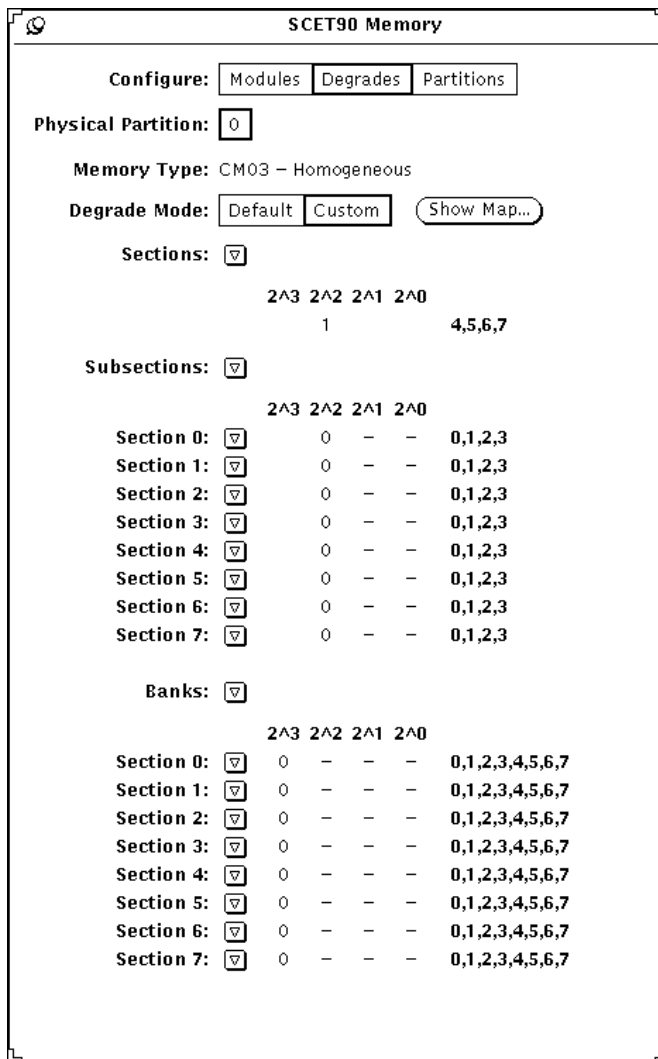 SCET90 Memory
Configure: Modules Degrades Partitions
Physical Partition: 0
Memory Type: CM03 – Homogeneous
Degrade Mode: Default Custom Show Map...
Sections:
2^3 2^2 2^1 2^0
1 4,5,6,7
Subsections:
2^3 2^2 2^1 2^0
Section 0: 0 – – 0,1,2,3
Section 1: 0 – – 0,1,2,3
Section 2: 0 – – 0,1,2,3
Section 3: 0 – – 0,1,2,3
Section 4: 0 – – 0,1,2,3
Section 5: 0 – – 0,1,2,3
Section 6: 0 – – 0,1,2,3
Section 7: 0 – – 0,1,2,3
Banks:
2^3 2^2 2^1 2^0
Section 0: 0 – – – 0,1,2,3,4,5,6,7
Section 1: 0 – – – 0,1,2,3,4,5,6,7
Section 2: 0 – – – 0,1,2,3,4,5,6,7
Section 3: 0 – – – 0,1,2,3,4,5,6,7
Section 4: 0 – – – 0,1,2,3,4,5,6,7
Section 5: 0 – – – 0,1,2,3,4,5,6,7
Section 6: 0 – – – 0,1,2,3,4,5,6,7
Section 7: 0 – – – 0,1,2,3,4,5,6,7